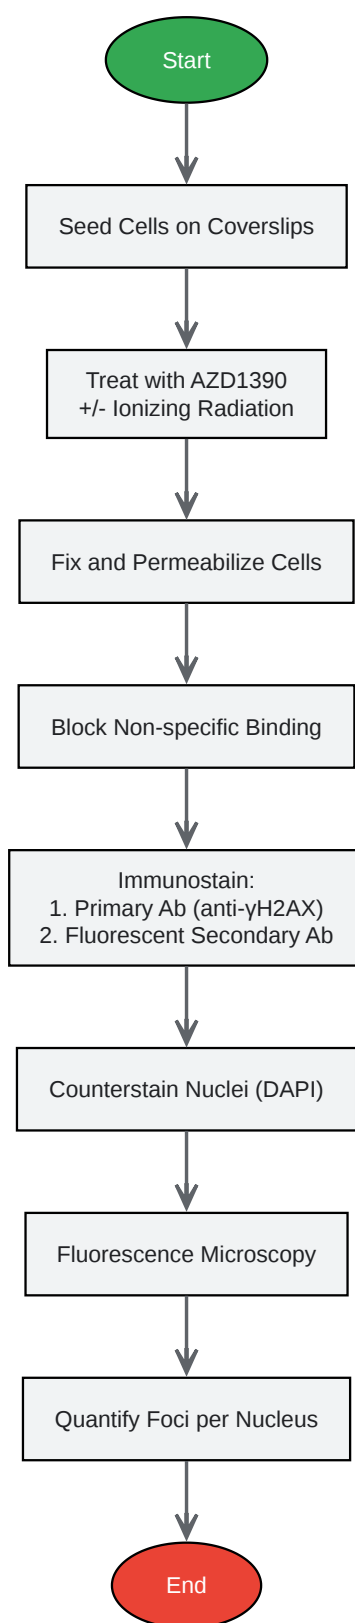 Start
Seed Cells on Coverslips
Treat with AZD1390
+/- Ionizing Radiation
Fix and Permeabilize Cells
Block Non-specific Binding
Immunostain:
1. Primary Ab (anti-γH2AX)
2. Fluorescent Secondary Ab
Counterstain Nuclei (DAPI)
Fluorescence Microscopy
Quantify Foci per Nucleus
End